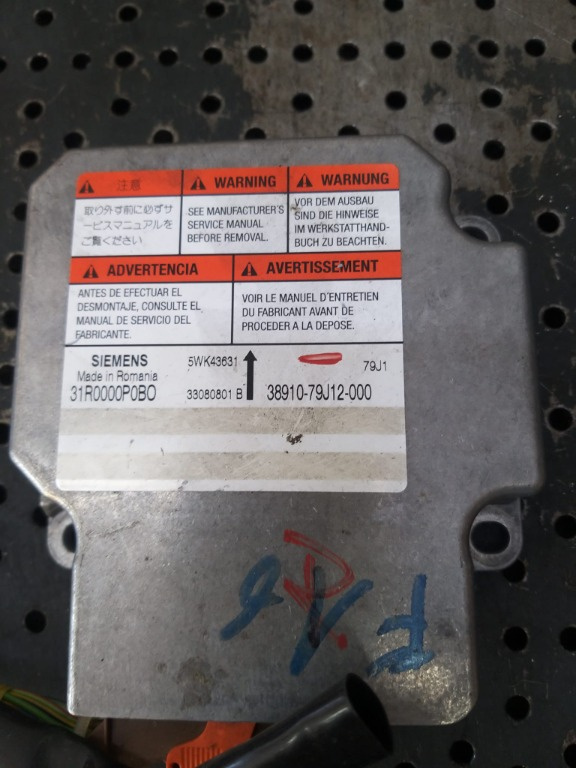 注意
取り外す前に必ずサ
ービスマニュアルを
ご覧ください
WARNING
SEE MANUFACTURER'S
SERVICE MANUAL
BEFORE REMOVAL.
WARNUNG
VOR DEM AUSBAU
SIND DIE HINWEISE
IM WERKSTATTHAND-
BUCH ZU BEACHTEN.
ADVERTENCIA
ANTES DE EFECTUAR EL
DESMONTAJE, CONSULTE EL
MANUAL DE SERVICIO DEL
FABRICANTE.
AVERTISSEMENT
VOIR LE MANUEL D'ENTRETIEN
DU FABRICANT AVANT DE
PROCEDER A LA DEPOSE.
SIEMENS 5WK43631 79J1
Made in Romania
31R0000P0BO 33080801 B 38910-79J12-000